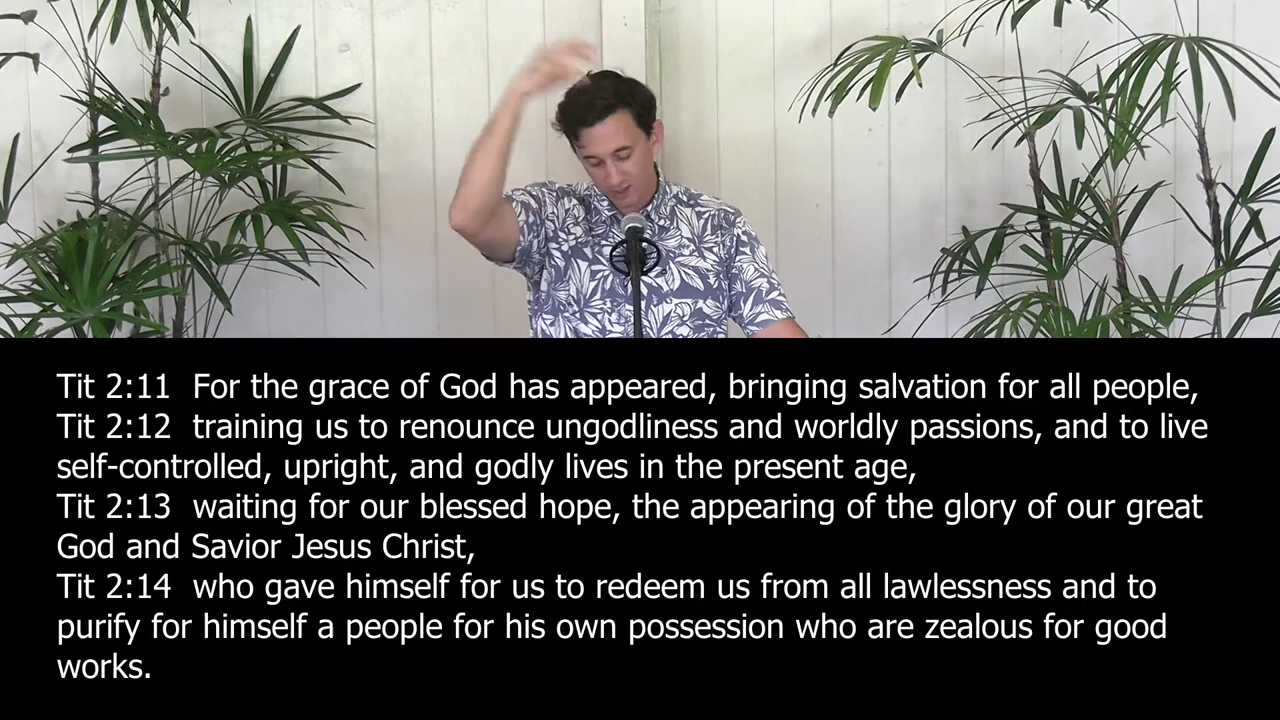 Tit 2:11  For the grace of God has appeared, bringing salvation for all people,
Tit 2:12  training us to renounce ungodliness and worldly passions, and to live
self-controlled, upright, and godly lives in the present age,
Tit 2:13  waiting for our blessed hope, the appearing of the glory of our great
God and Savior Jesus Christ,
Tit 2:14  who gave himself for us to redeem us from all lawlessness and to
purify for himself a people for his own possession who are zealous for good
works.